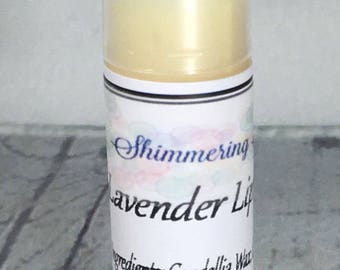 Shimmering
Lavender Lip
Ingredients Candellia Wax,